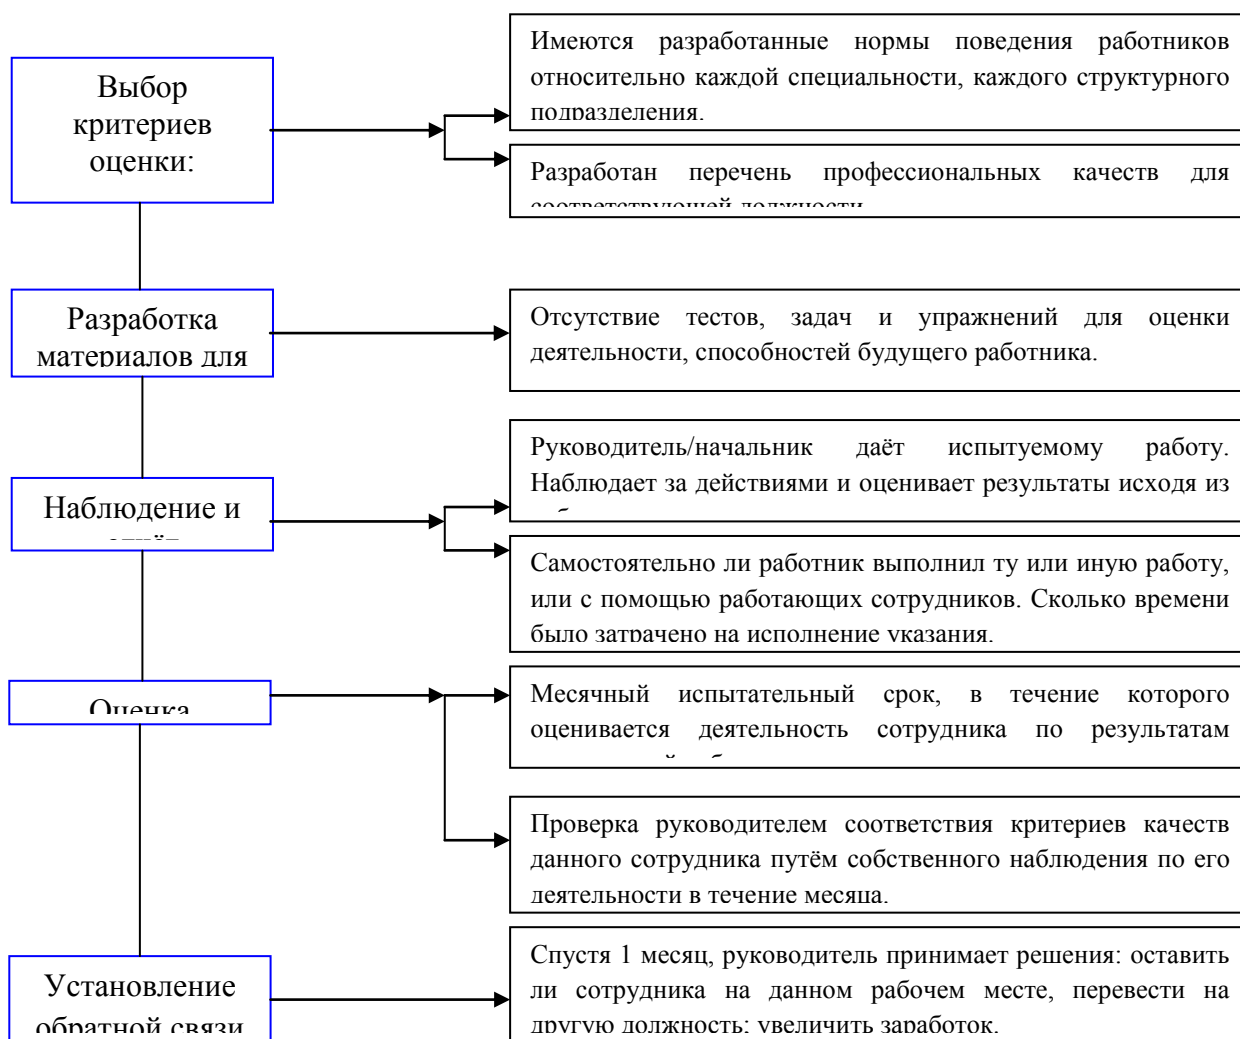 Выбор
критериев
оценки:
Имеются разработанные нормы поведения работников
относительно каждой специальности, каждого структурного
подразделения.
Разработан перечень профессиональных качеств для
соответствующей должности
Разработка
материалов для
Отсутствие тестов, задач и упражнений для оценки
деятельности, способностей будущего работника.
Наблюдение и
Руководитель/начальник даёт испытуемому работу.
Наблюдает за действиями и оценивает результаты исходя из
Самостоятельно ли работник выполнил ту или иную работу,
или с помощью работающих сотрудников. Сколько времени
было затрачено на исполнение указания.
Оценка
Месячный испытательный срок, в течение которого
оценивается деятельность сотрудника по результатам
Проверка руководителем соответствия критериев качеств
данного сотрудника путём собственного наблюдения по его
деятельности в течение месяца.
Установление
обратной связи
Спустя 1 месяц, руководитель принимает решения: оставить
ли сотрудника на данном рабочем месте, перевести на
другую должность; увеличить заработок.